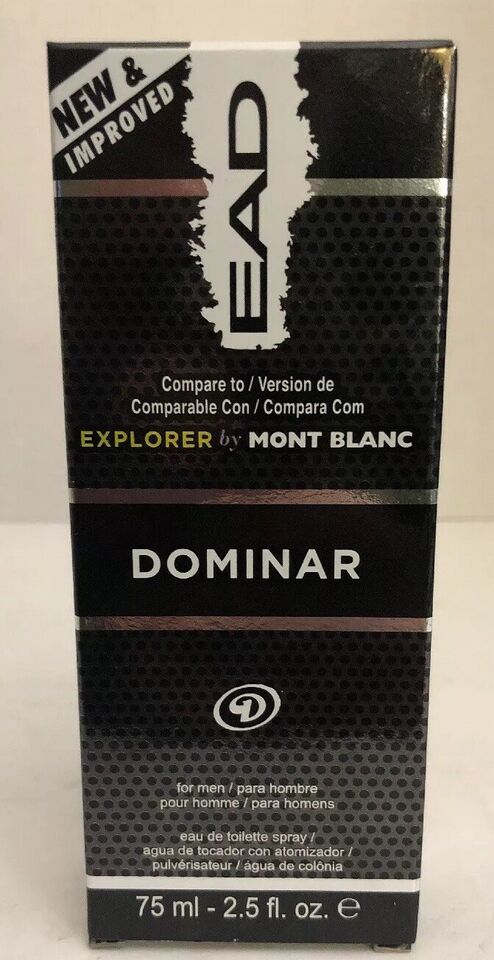 NEW &
IMPROVED
EAD
Compare to / Version de
Comparable Con / Compara Com
EXPLORER by MONT BLANC
DOMINAR
D
for men / para hombre
pour homme / para homens
eau de toilette spray /
agua de tocador con atomizador /
pulvérisateur / água de colônia
75 ml - 2.5 fl. oz. ℮